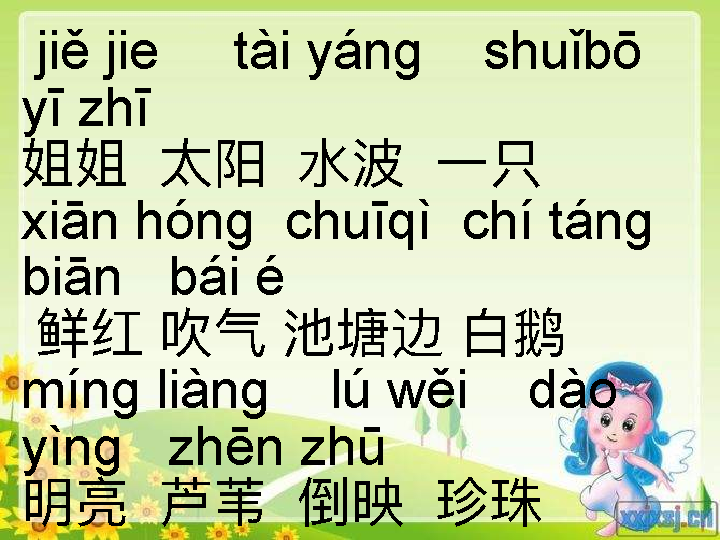 jiě jie tài yáng shuǐbō
yī zhī
姐姐 太阳 水波 一只
xiān hóng chuīqì chí táng
biān bái é
鲜红 吹气 池塘边 白鹅
míng liàng lú wěi dào
yìng zhēn zhū
明亮 芦苇 倒映 珍珠
xxjxsj.cn